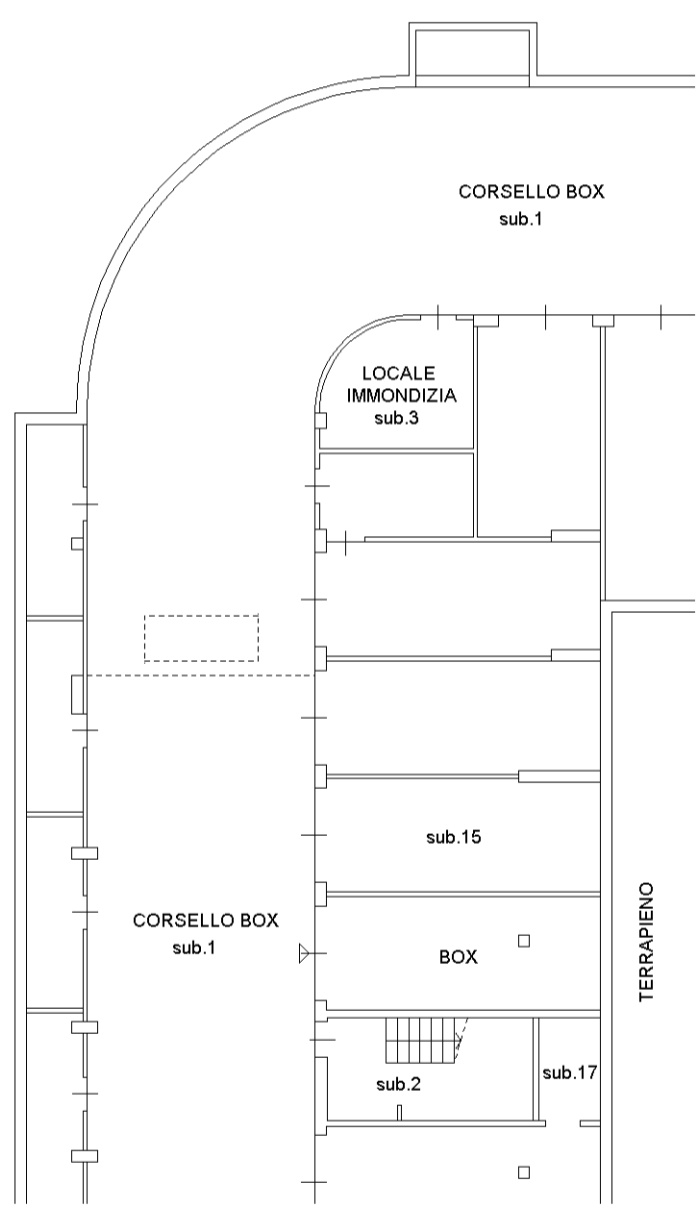 CORSELLO BOX
sub.1
LOCALE
IMMONDIZIA
sub.3
sub.15
CORSELLO BOX
sub.1
BOX
TERRAPIENO
sub.2
sub.17